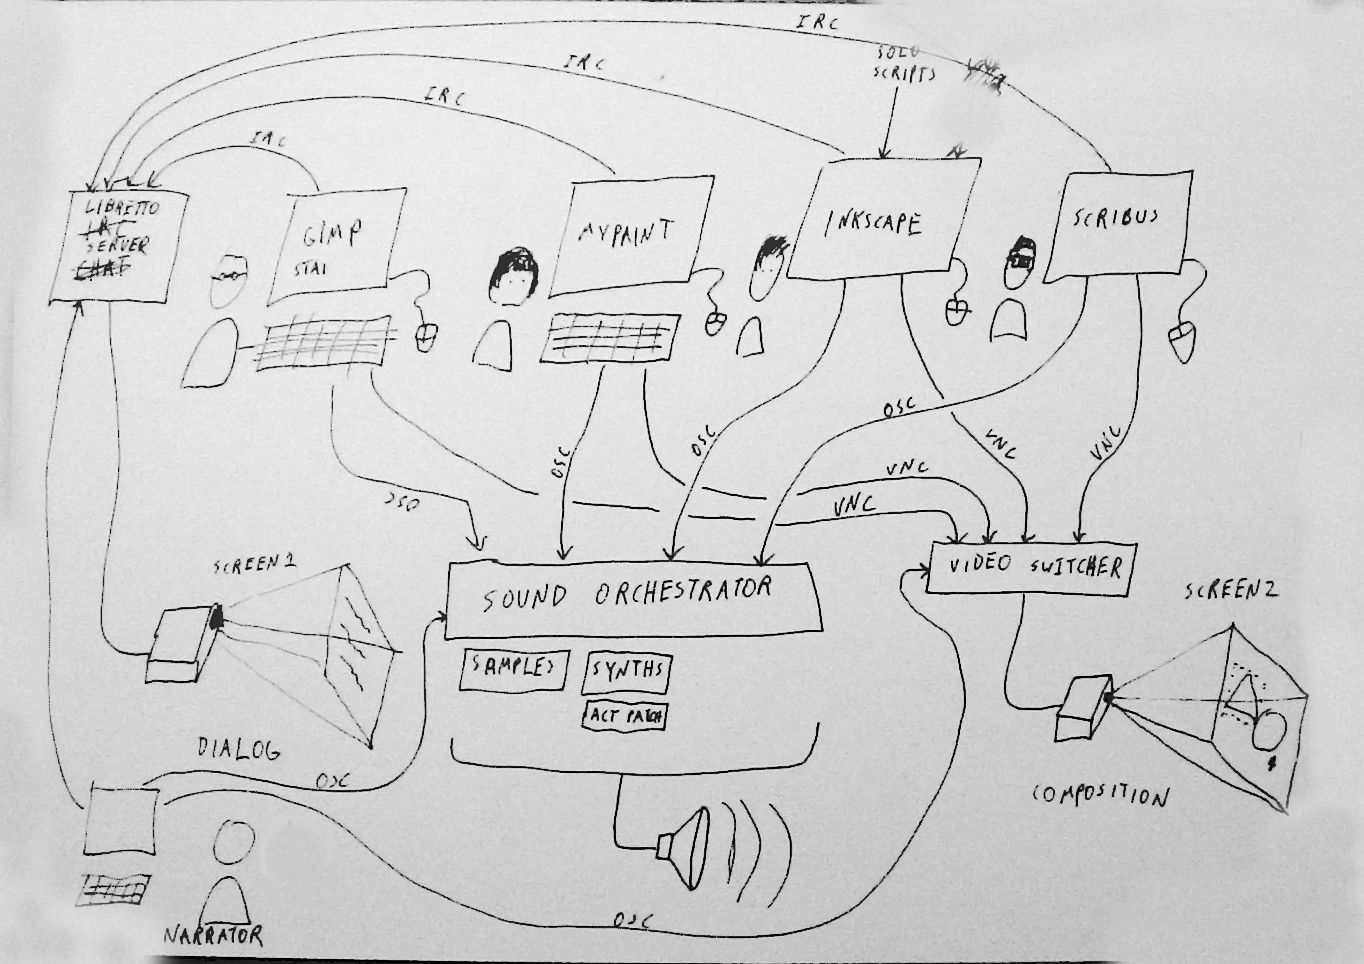 IRC
IRC
IRC
IRC
SOLO
SCRIPTS
LIBRETTO
IRC
SERVER
CHAT
GIMP
STAI
MYPAINT
INKSCAPE
SCRIBUS
OSC
OSC
OSC
OSC
VNC
VNC
VNC
VNC
SCREEN1
SOUND ORCHESTRATOR
VIDEO SWITCHER
SCREEN2
SAMPLES
SYNTHS
ACT PATCH
DIALOG
OSC
COMPOSITION
OSC
NARRATOR